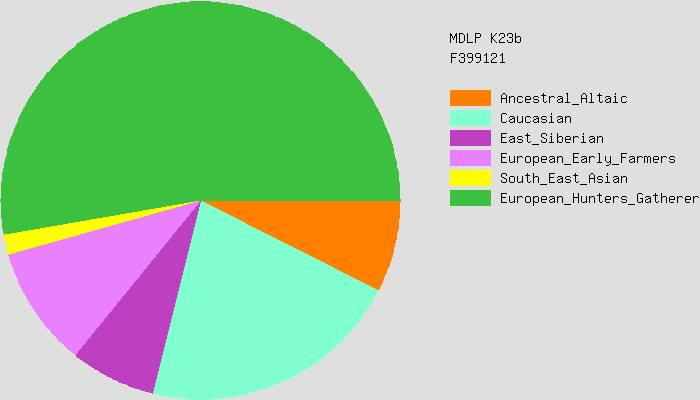 MDLP K23b
F399121
Ancestral_Altaic
Caucasian
East_Siberian
European_Early_Farmers
South_East_Asian
European_Hunters_Gatherer